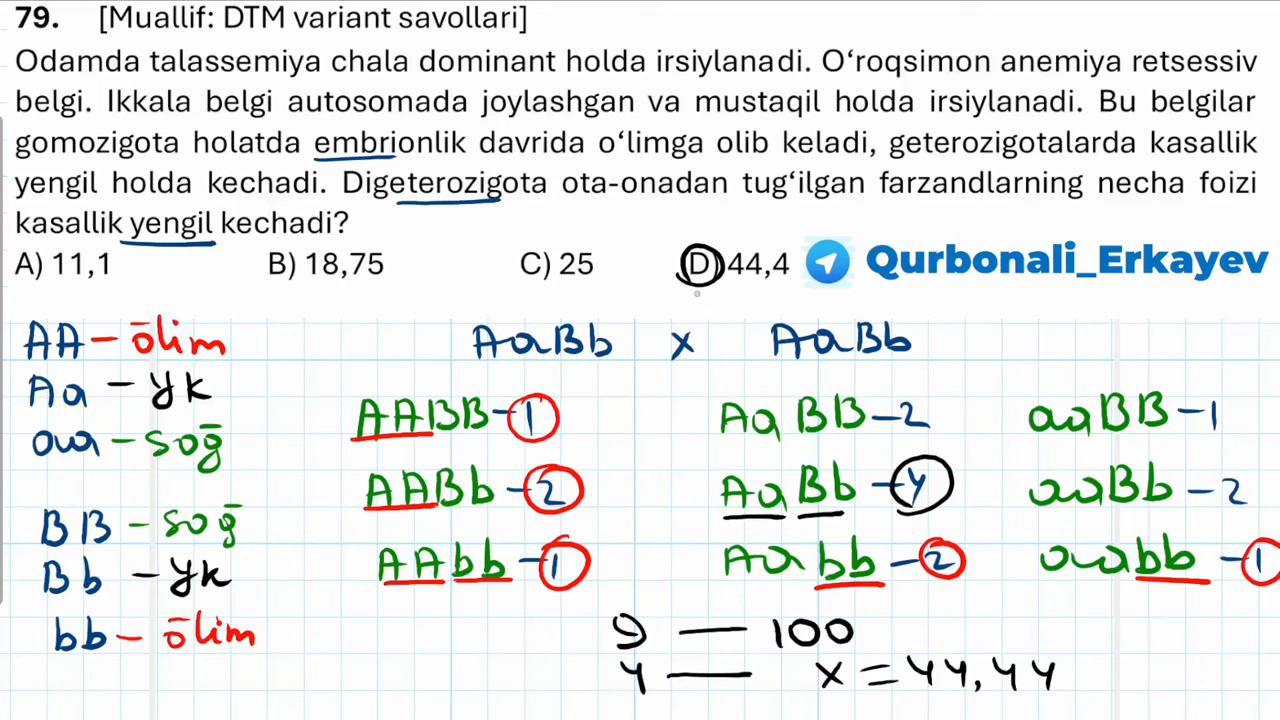 79. [Muallif: DTM variant savollari]
Odamda talassemiya chala dominant holda irsiylanadi. O‘roqsimon anemiya retsessiv
belgi. Ikkala belgi autosomada joylashgan va mustaqil holda irsiylanadi. Bu belgilar
gomozigota holatda embrionlik davrida o‘limga olib keladi, geterozigotalarda kasallik
yengil holda kechadi. Digeterozigota ota-onadan tug‘ilgan farzandlarning necha foizi
kasallik yengil kechadi?
A) 11,1 B) 18,75 C) 25 D) 44,4 Qurbonali_Erkayev
AA – ōlim AaBb x AaBb
Aa – yk
AABB – 1 AaBB – 2 aaBB – 1
aa – soḡ
AABb – 2 AaBb – 4 aaBb – 2
BB – soḡ
AAbb – 1 Aabb – 2 aabb – 1
Bb – yk
bb – ōlim
9 — 100
4 — x = 44,44